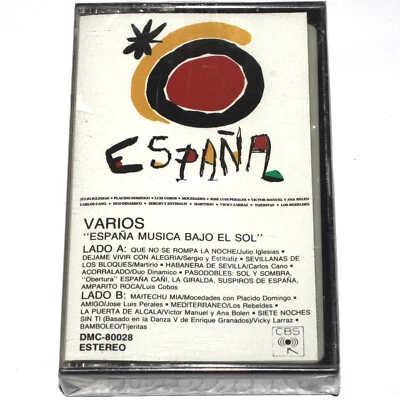 ESPAÑA
JULIO IGLESIAS • PLACIDO DOMINGO • LUIS COBOS • MOCEDADES • JOSE LUIS PERALES • VICTOR MANUEL Y ANA BELEN
CARLOS CANO • DUO DINAMICO • SERGIO Y ESTIBALIZ • MARTIRIO • VICKY LARRAZ • TIJERITAS • LOS REBELDES
VARIOS
"ESPAÑA MUSICA BAJO EL SOL"
LADO A: QUE NO SE ROMPA LA NOCHE/Julio Iglesias •
DEJAME VIVIR CON ALEGRIA/Sergio y Estibaliz • SEVILLANAS DE
LOS BLOQUES/Martirio • HABANERA DE SEVILLA/Carlos Cano •
ACORRALADO/Duo Dinamico • PASODOBLES: SOL Y SOMBRA,
"Obertura" ESPAÑA CAÑI, LA GIRALDA, SUSPIROS DE ESPAÑA,
AMPARITO ROCA/Luis Cobos
LADO B: MAITECHU MIA/Mocedades con Placido Domingo •
AMIGO/Jose Luis Perales • MEDITERRANEO/Los Rebeldes •
LA PUERTA DE ALCALA/Victor Manuel y Ana Bolen • SIETE NOCHES
SIN TI (Basado en la Danza V de Enrique Granados)/Vicky Larraz •
BAMBOLEO/Tijeritas
DMC-80028
ESTEREO
CBS